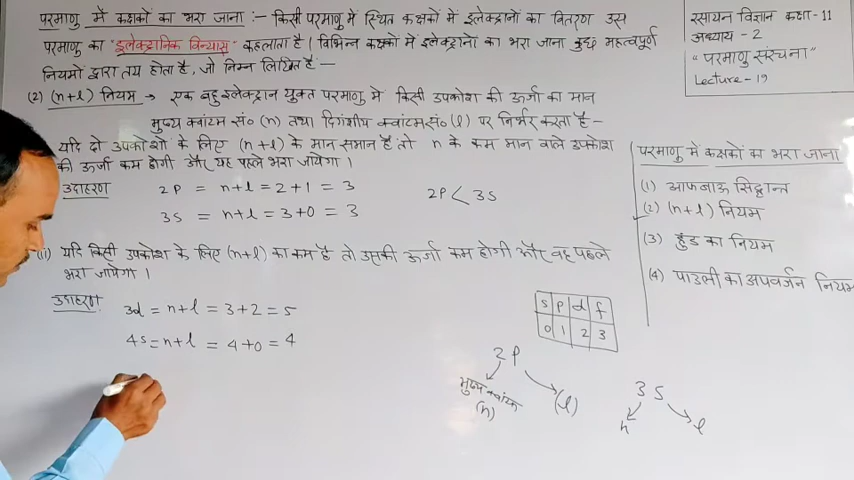 परमाणु में कक्षकों का भरा जाना :- किसी परमाणु में स्थित कक्षकों में इलेक्ट्रानों का वितरण उस
परमाणु का "इलेक्ट्रानिक विन्यास" कहलाता है। विभिन्न कक्षकों में इलेक्ट्रानों का भरा जाना कुछ महत्वपूर्ण
नियमों द्वारा तय होता है, जो निम्न लिखित हैं —
(2) (n+l) नियम → एक बहु इलेक्ट्रान युक्त परमाणु में किसी उपकोश की ऊर्जा का मान
मुख्य क्वांटम सं० (n) तथा दिगंशीय क्वांटम सं० (l) पर निर्भर करता है -
यदि दो उपकोशों के लिए (n+l) के मान समान हैं तो n के कम मान वाले उपकोश
की ऊर्जा कम होगी और यह पहले भरा जायेगा।
उदाहरण
2P = n+l = 2+1 = 3
3S = n+l = 3+0 = 3
2P < 3S
(ii) यदि किसी उपकोश के लिए (n+l) का कम है तो उसकी ऊर्जा कम होगी और वह पहले
भरा जायेगा।
उदाहरण
3d = n+l = 3+2 = 5
4S = n+l = 4+0 = 4
S P d f
0 1 2 3
2P
मुख्य क्वांटम
(n)
(l)
3S
n
l
रसायन विज्ञान कक्षा-11
अध्याय - 2
"परमाणु संरचना"
Lecture - 19
परमाणु में कक्षकों का भरा जाना
(1) आफबाऊ सिद्धान्त
(2) (n+l) नियम
(3) हुंड का नियम
(4) पाउली का अपवर्जन नियम